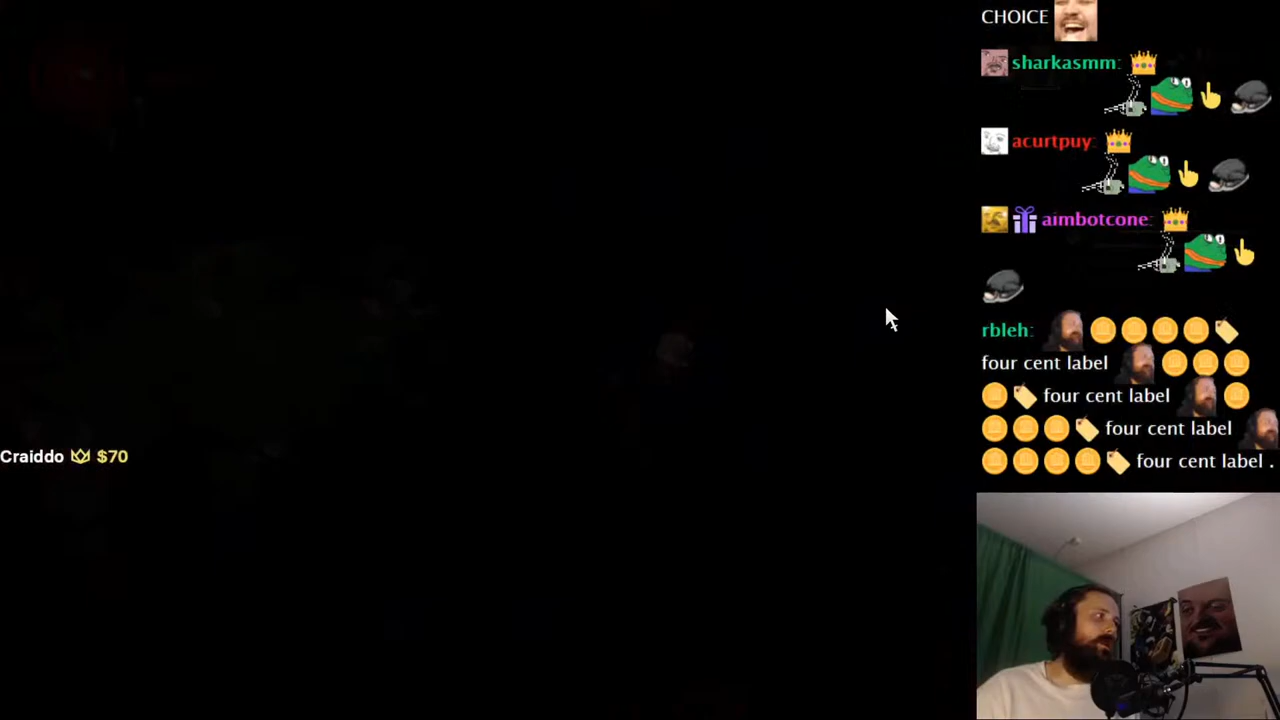 CHOICE
sharkasmm:
acurtpuy:
aimbotcone:
rbleh:
four cent label
four cent label
four cent label
four cent label .
Craiddo $70